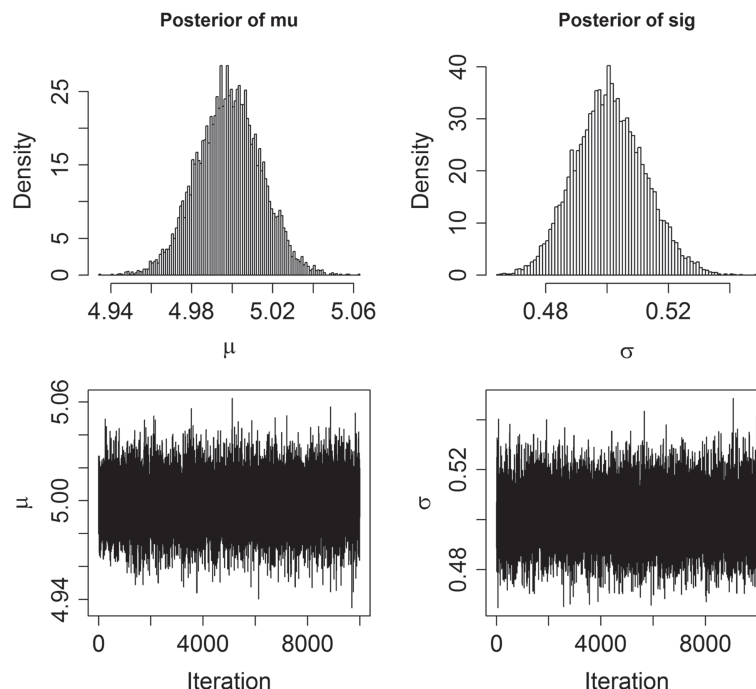 Posterior of mu
Density
25
15
5
0
4.94 4.98 5.02 5.06
μ
Posterior of sig
Density
40
30
20
10
0
0.48 0.52
σ
μ
5.06
5.00
4.94
0 4000 8000
Iteration
σ
0.52
0.48
0 4000 8000
Iteration